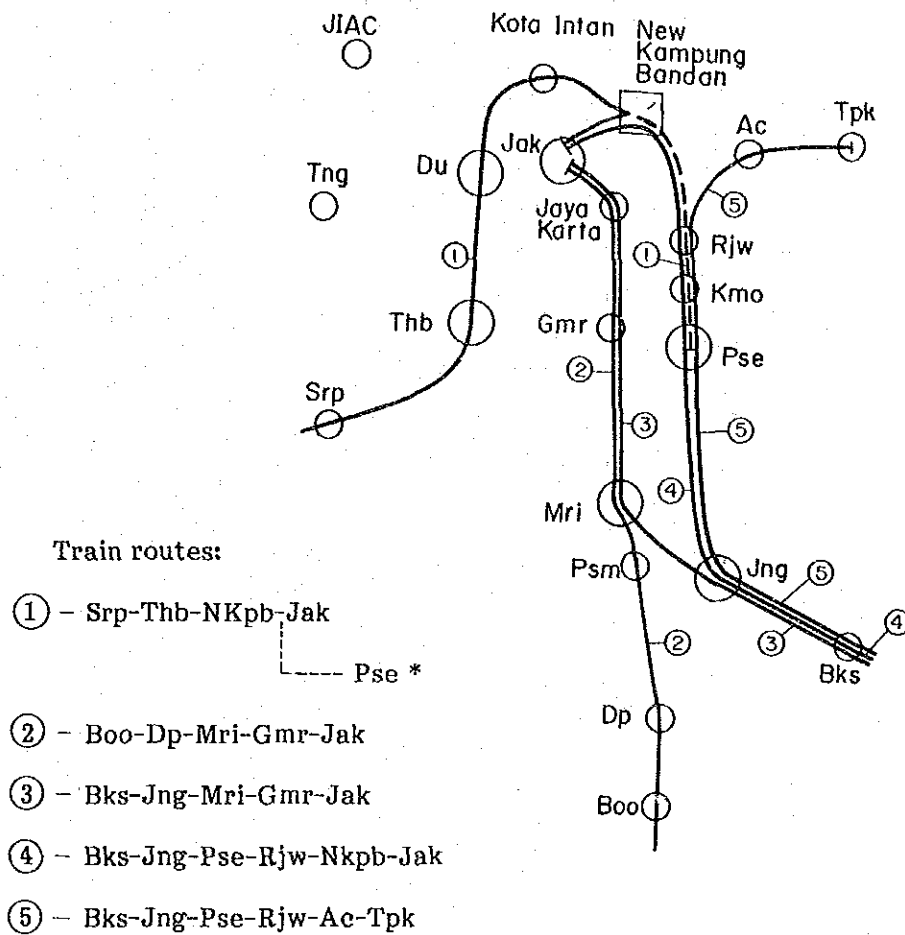 JIAC
Kota Intan
New
Kampung
Bandan
Tng
Du
Jak
Ac
Tpk
Jaya
Karta
⑤
Rjw
①
①
Kmo
Thb
Gmr
Pse
②
Srp
③
⑤
④
Mri
Psm
Jng
⑤
③
④
Bks
②
Dp
Boo
Train routes:
① - Srp-Thb-NKpb-Jak
Pse *
② - Boo-Dp-Mri-Gmr-Jak
③ - Bks-Jng-Mri-Gmr-Jak
④ - Bks-Jng-Pse-Rjw-Nkpb-Jak
⑤ - Bks-Jng-Pse-Rjw-Ac-Tpk